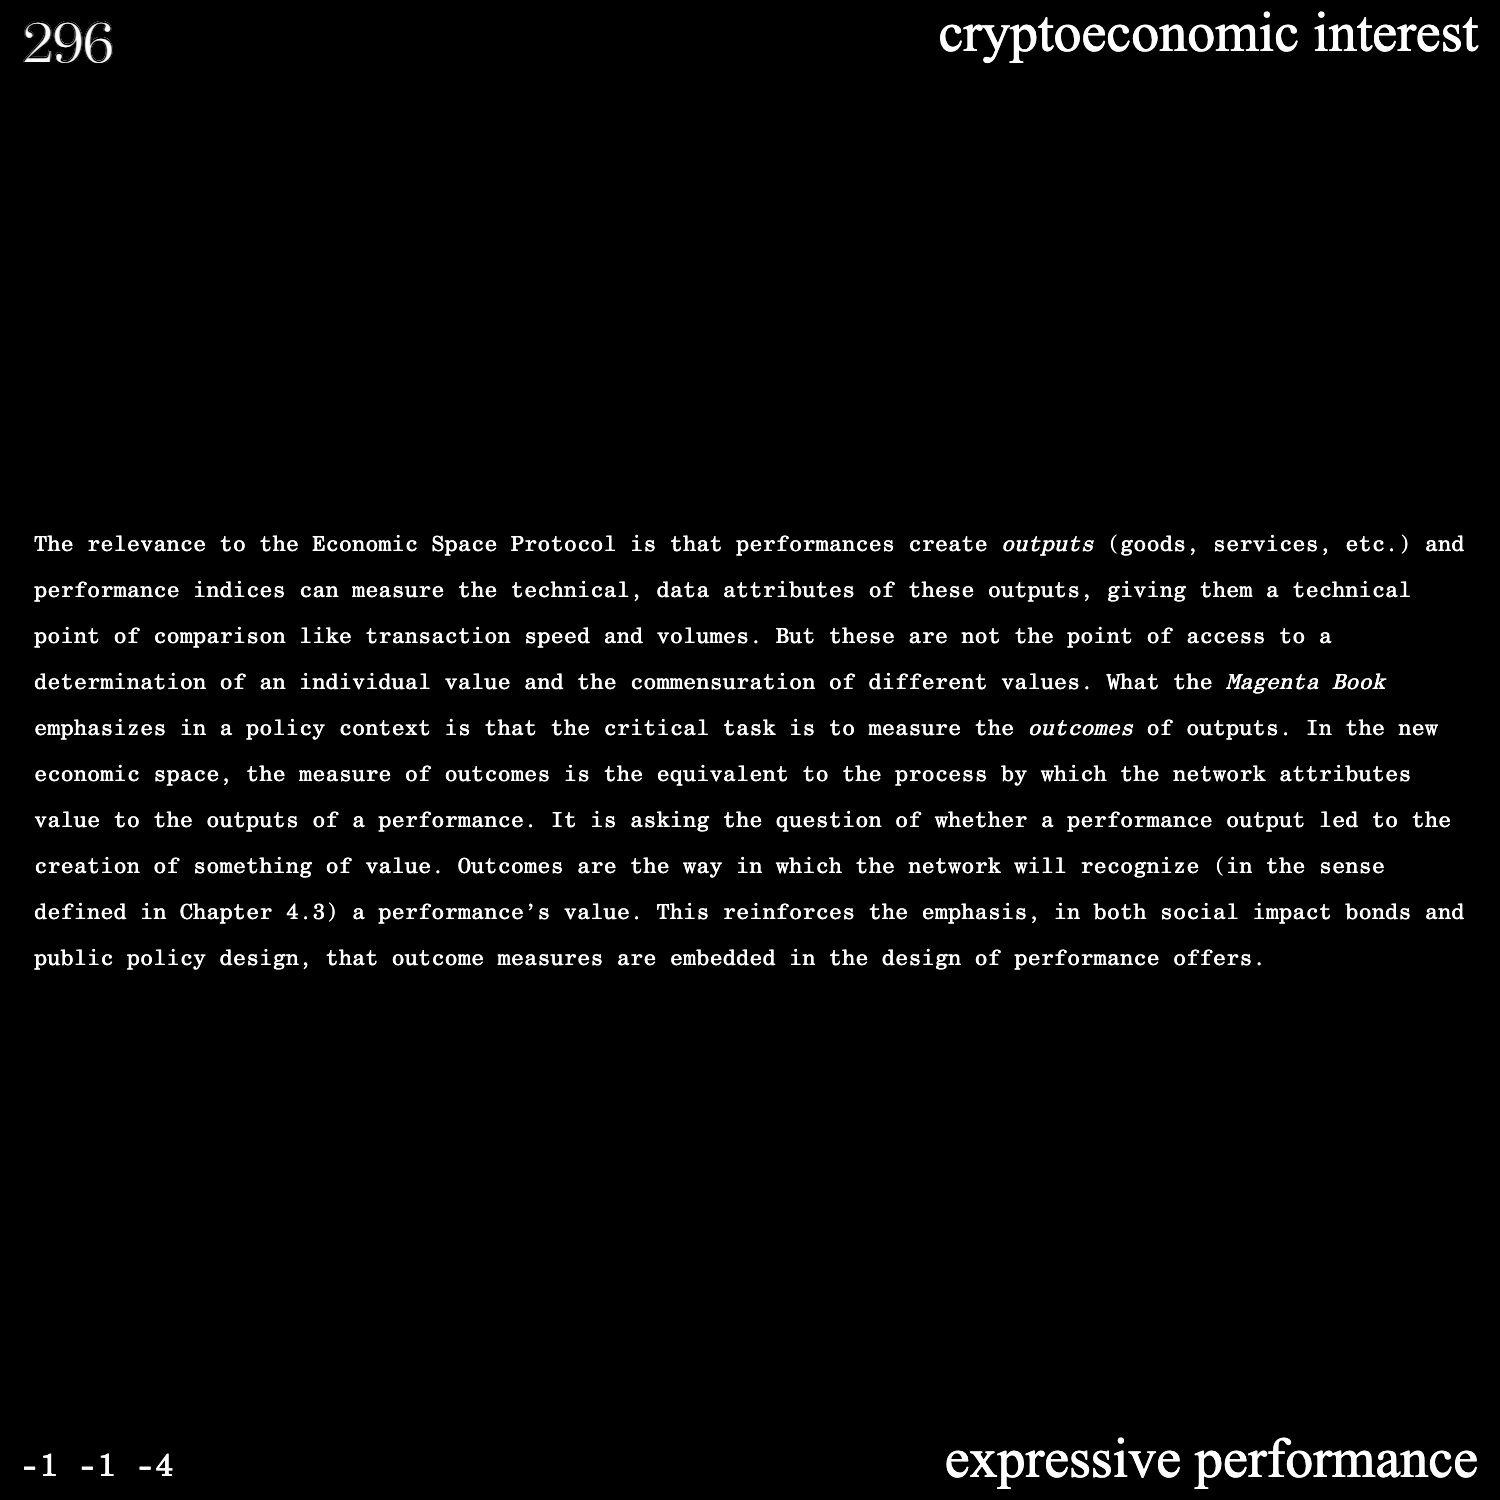 296
cryptoeconomic interest
The relevance to the Economic Space Protocol is that performances create outputs (goods, services, etc.) and
performance indices can measure the technical, data attributes of these outputs, giving them a technical
point of comparison like transaction speed and volumes. But these are not the point of access to a
determination of an individual value and the commensuration of different values. What the Magenta Book
emphasizes in a policy context is that the critical task is to measure the outcomes of outputs. In the new
economic space, the measure of outcomes is the equivalent to the process by which the network attributes
value to the outputs of a performance. It is asking the question of whether a performance output led to the
creation of something of value. Outcomes are the way in which the network will recognize (in the sense
defined in Chapter 4.3) a performance’s value. This reinforces the emphasis, in both social impact bonds and
public policy design, that outcome measures are embedded in the design of performance offers.
-1 -1 -4
expressive performance